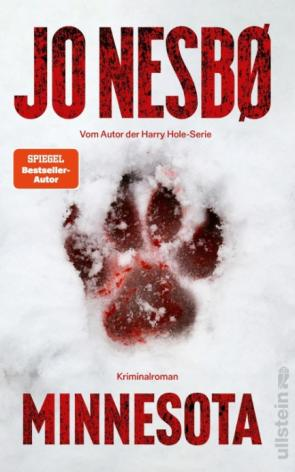 JO NESBØ
Vom Autor der Harry Hole-Serie
SPIEGEL
Bestseller-
Autor
Kriminalroman
MINNESOTA
ullstein